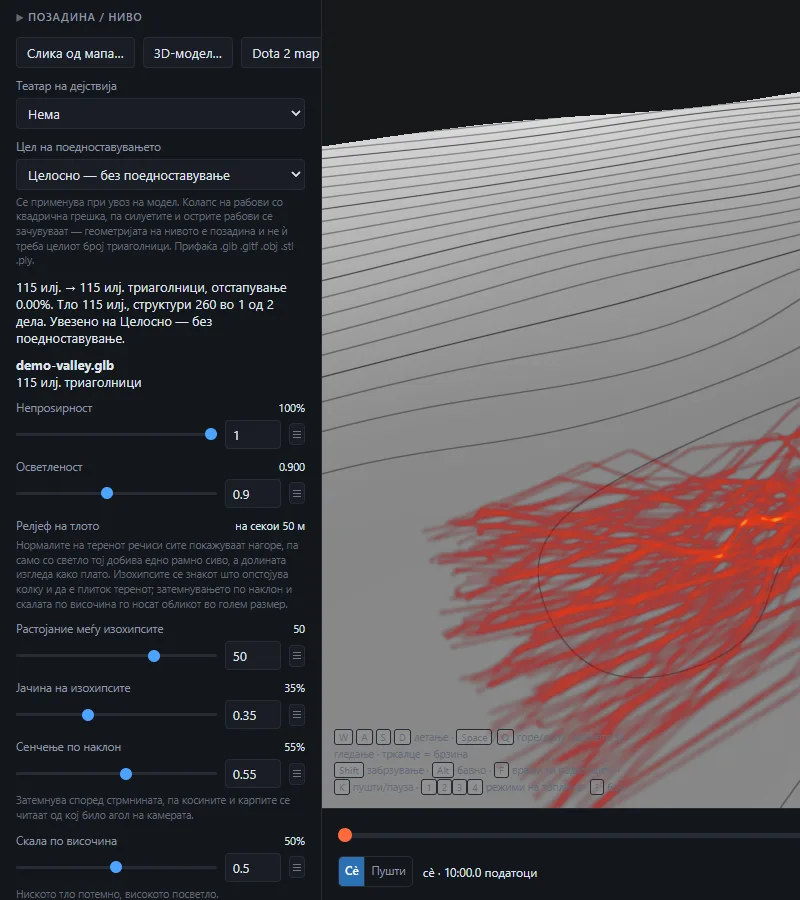 ▶ ПОЗАДИНА / НИВО
Слика од мапа... 3D-модел... Dota 2 map
Театар на дејствија
Нема
Цел на поедноставувањето
Целосно — без поедноставување
Се применува при увоз на модел. Колапс на рабови со
квадрична грешка, па силуетите и острите рабови се
зачувуваат — геометријата на нивото е позадина и не ѝ
треба целиот број триаголници. Прифаќа .glb .gltf .obj .stl
.ply.
115 илј. → 115 илј. триаголници, отстапување
0.00%. Тло 115 илј., структури 260 во 1 од 2
дела. Увезено на Целосно — без
поедноставување.
demo-valley.glb
115 илј. триаголници
Непрозирност 100%
1
Осветленост 0.900
0.9
Релјеф на тлото на секои 50 м
Нормалите на теренот речиси сите покажуваат нагоре, па
само со светло тој добива едно рамно сиво, а долината
изгледа како плато. Изохипсите се знакот што опстојува
колку и да е плиток теренот; затемнувањето по наклон и
скалата по височина го носат обликот во голем размер.
Растојание меѓу изохипсите 50
50
Јачина на изохипсите 35%
0.35
Сенчење по наклон 55%
0.55
Затемнува според стрмнината, па косините и карпите се
читаат од кој било агол на камерата.
Скала по височина 50%
0.5
Ниското тло потемно, високото посветло.
W A S D летање · Space Q
гледање · тркалце = брзина
Shift забрзување · Alt бавно · F
K пушти/пауза · 1 2 3 4 режими на
Сè Пушти сè · 10:00.0 податоци